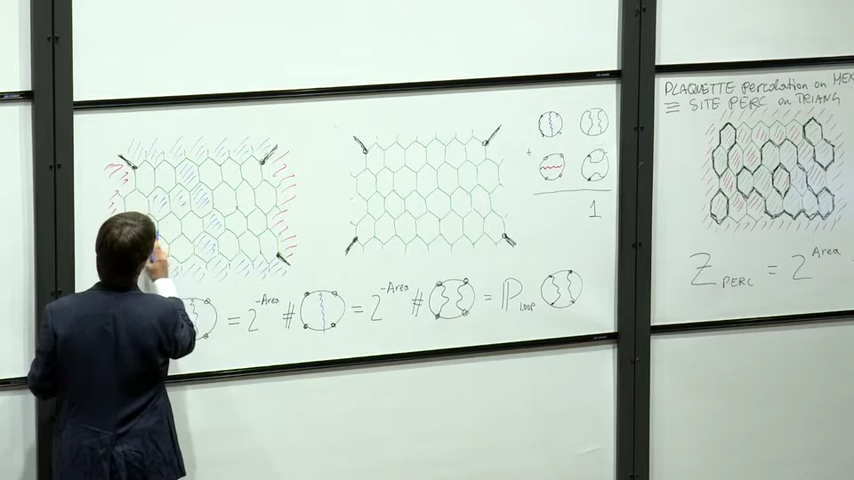 = 2^-Area # = 2^-Area # = ℙ LOOP
+
1
PLAQUETTE percolation on HEX
≡ SITE PERC on TRIANG
Z PERC = 2^Area